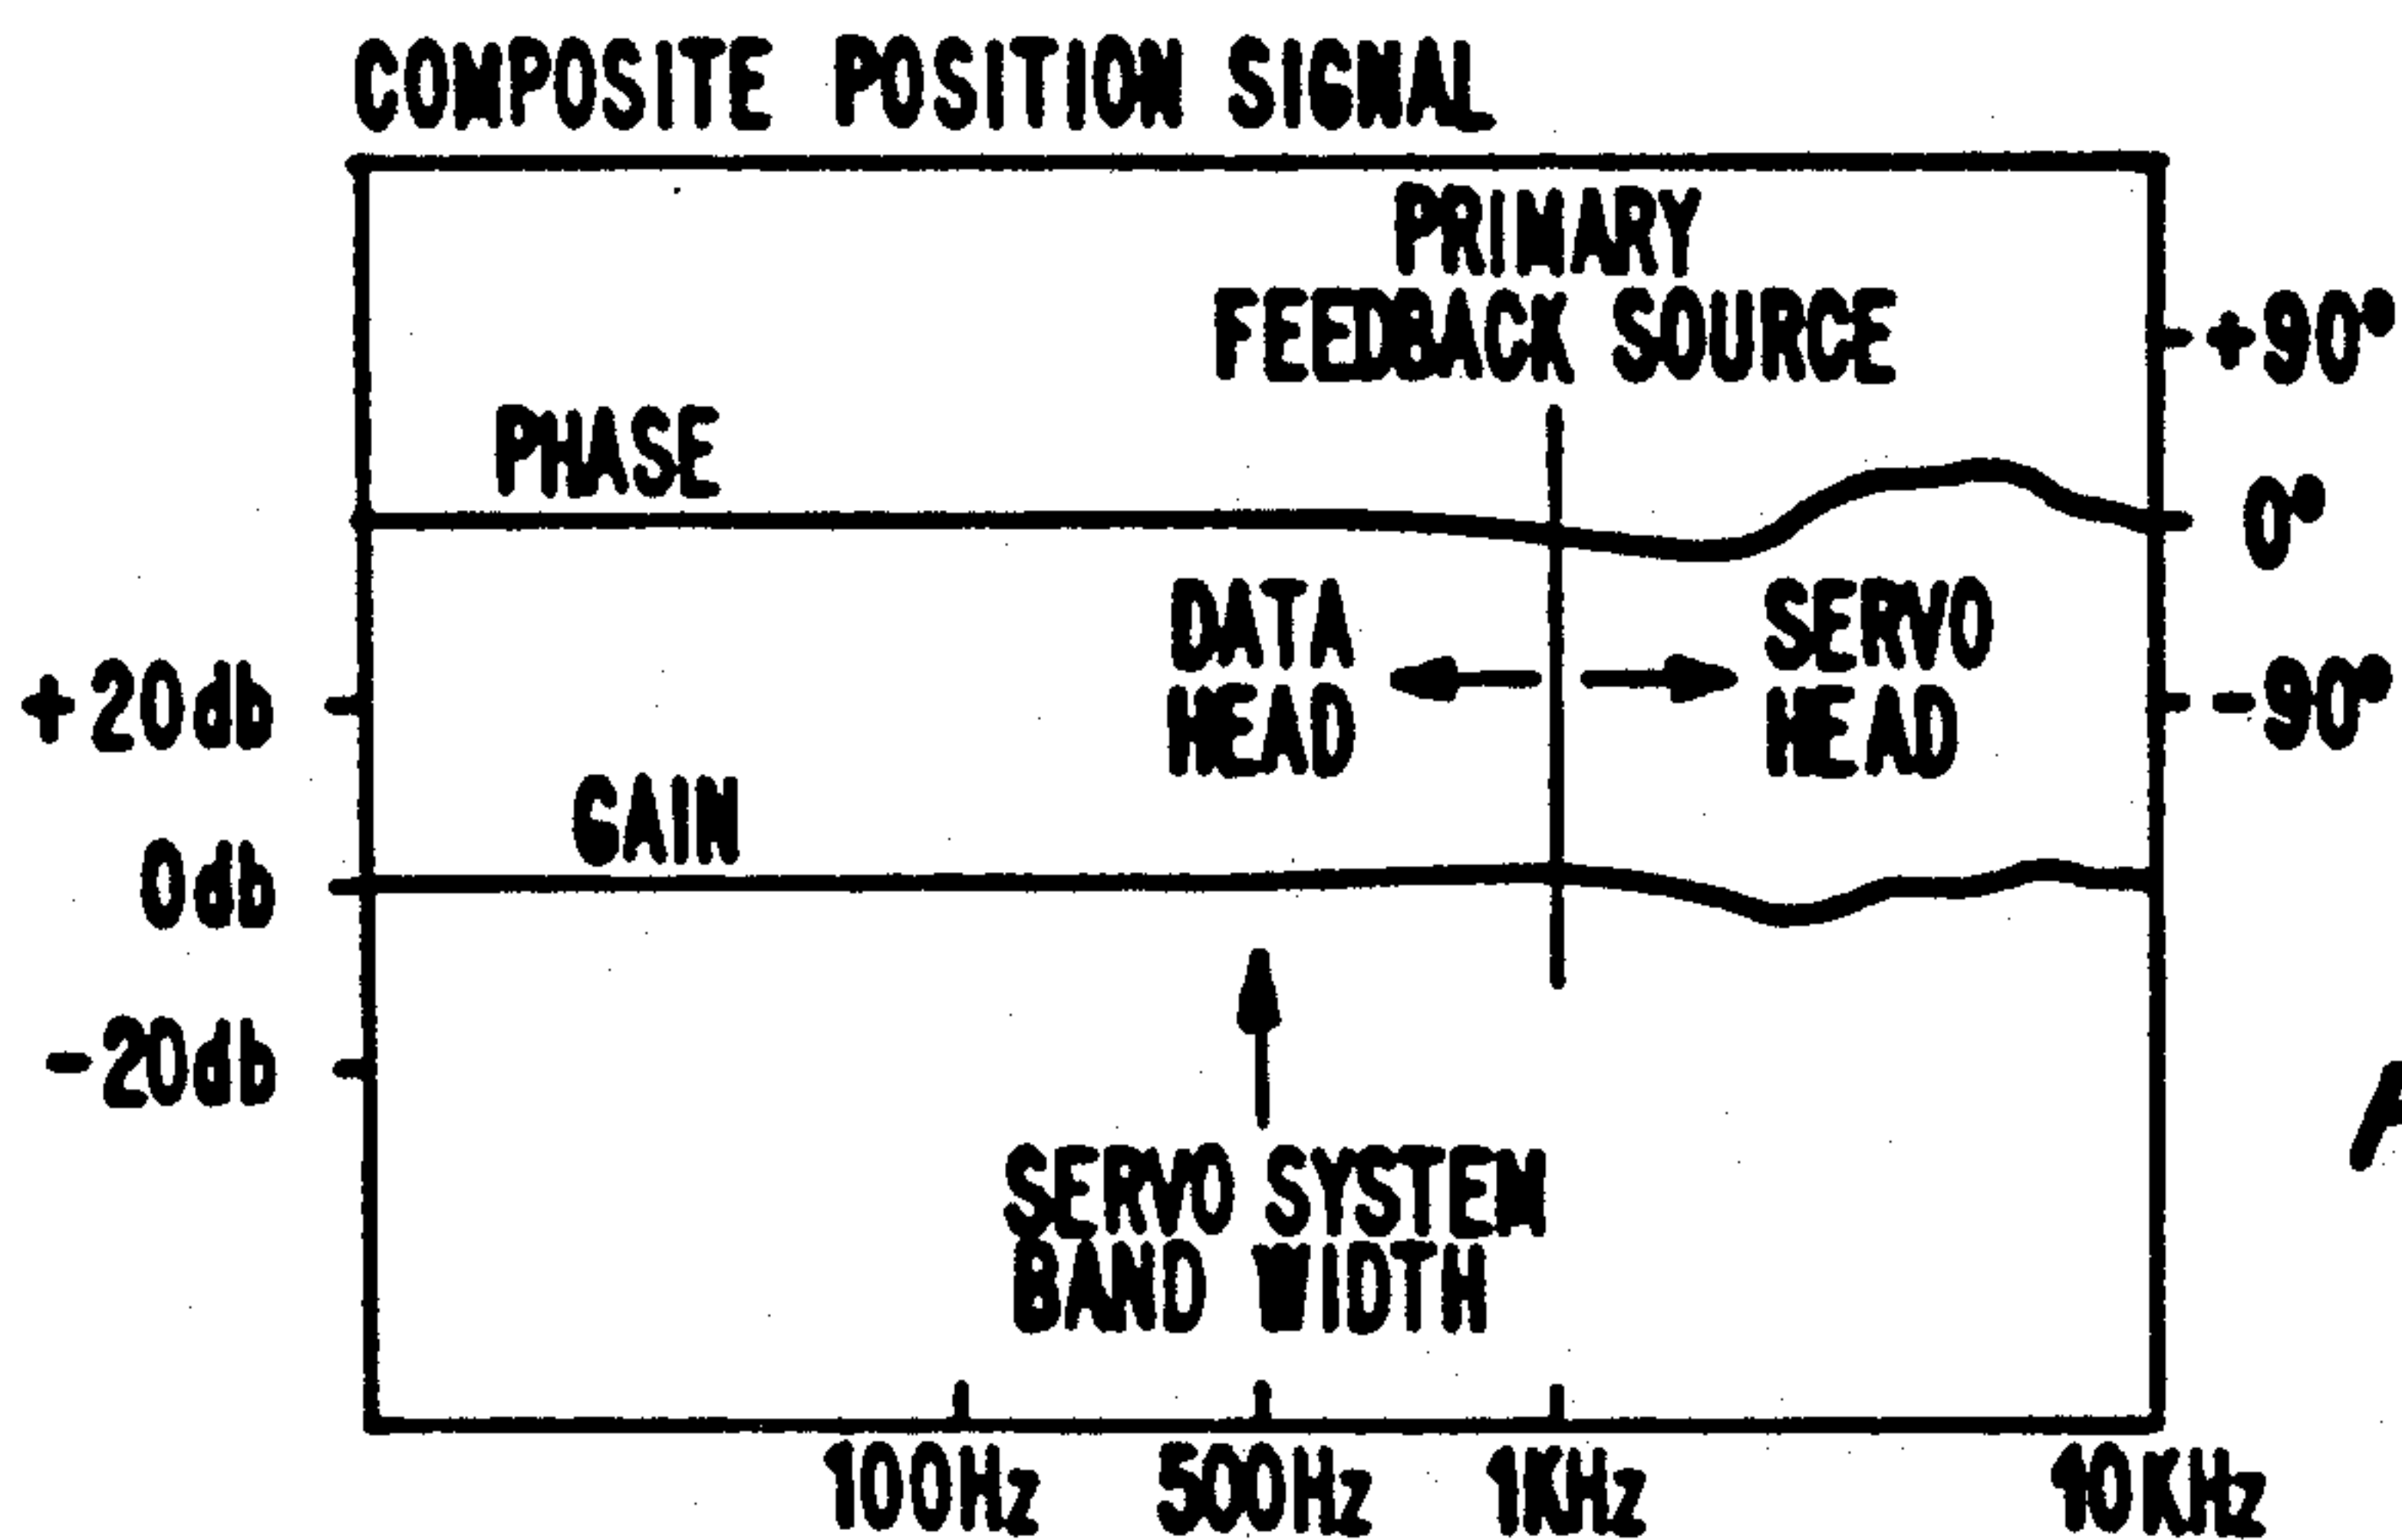 COMPOSITE POSITION SIGNAL
PRIMARY
FEEDBACK SOURCE
+90°
PHASE
0°
DATA
HEAD
SERVO
HEAD
+20db
-90°
GAIN
0db
-20db
SERVO SYSTEM
BAND WIDTH
100Hz 500Hz 1KHz 10KHz